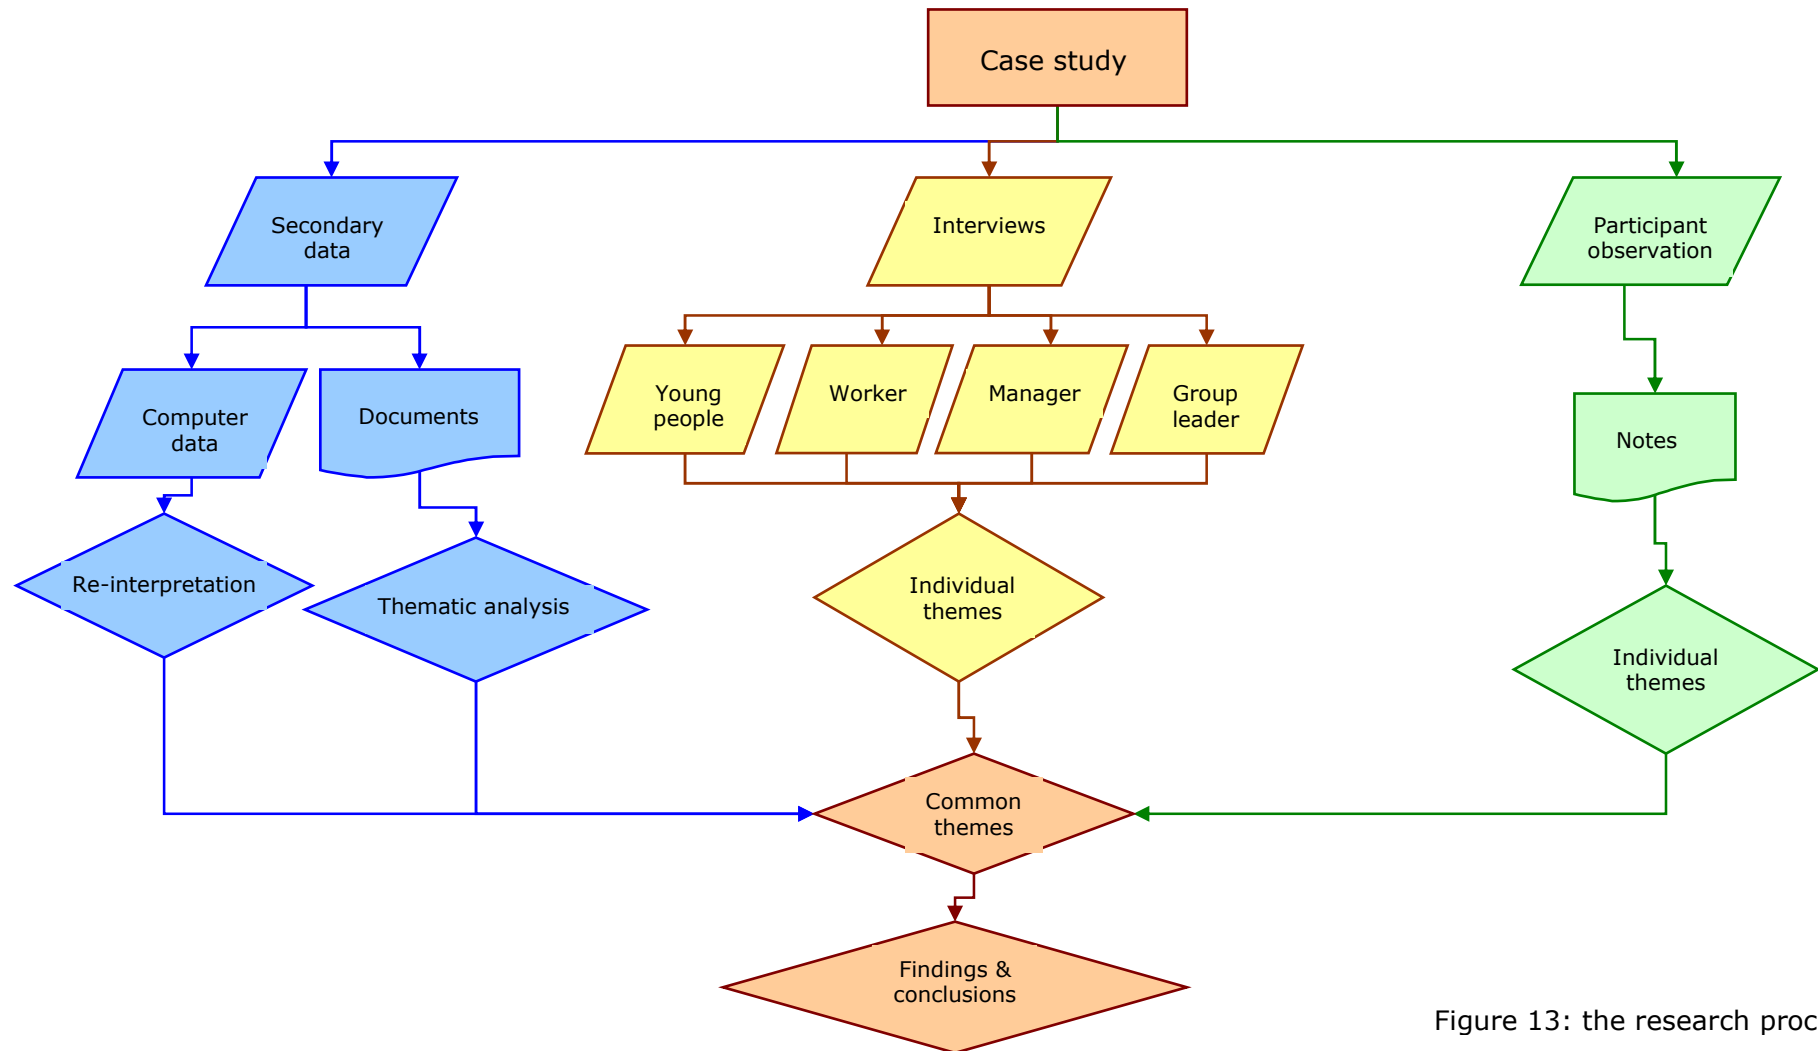 Case study
Secondary
data
Interviews
Participant
observation
Computer
data
Documents
Young
people
Worker
Manager
Group
leader
Notes
Re-interpretation
Thematic analysis
Individual
themes
Individual
themes
Common
themes
Findings &
conclusions
Figure 13: the research proc